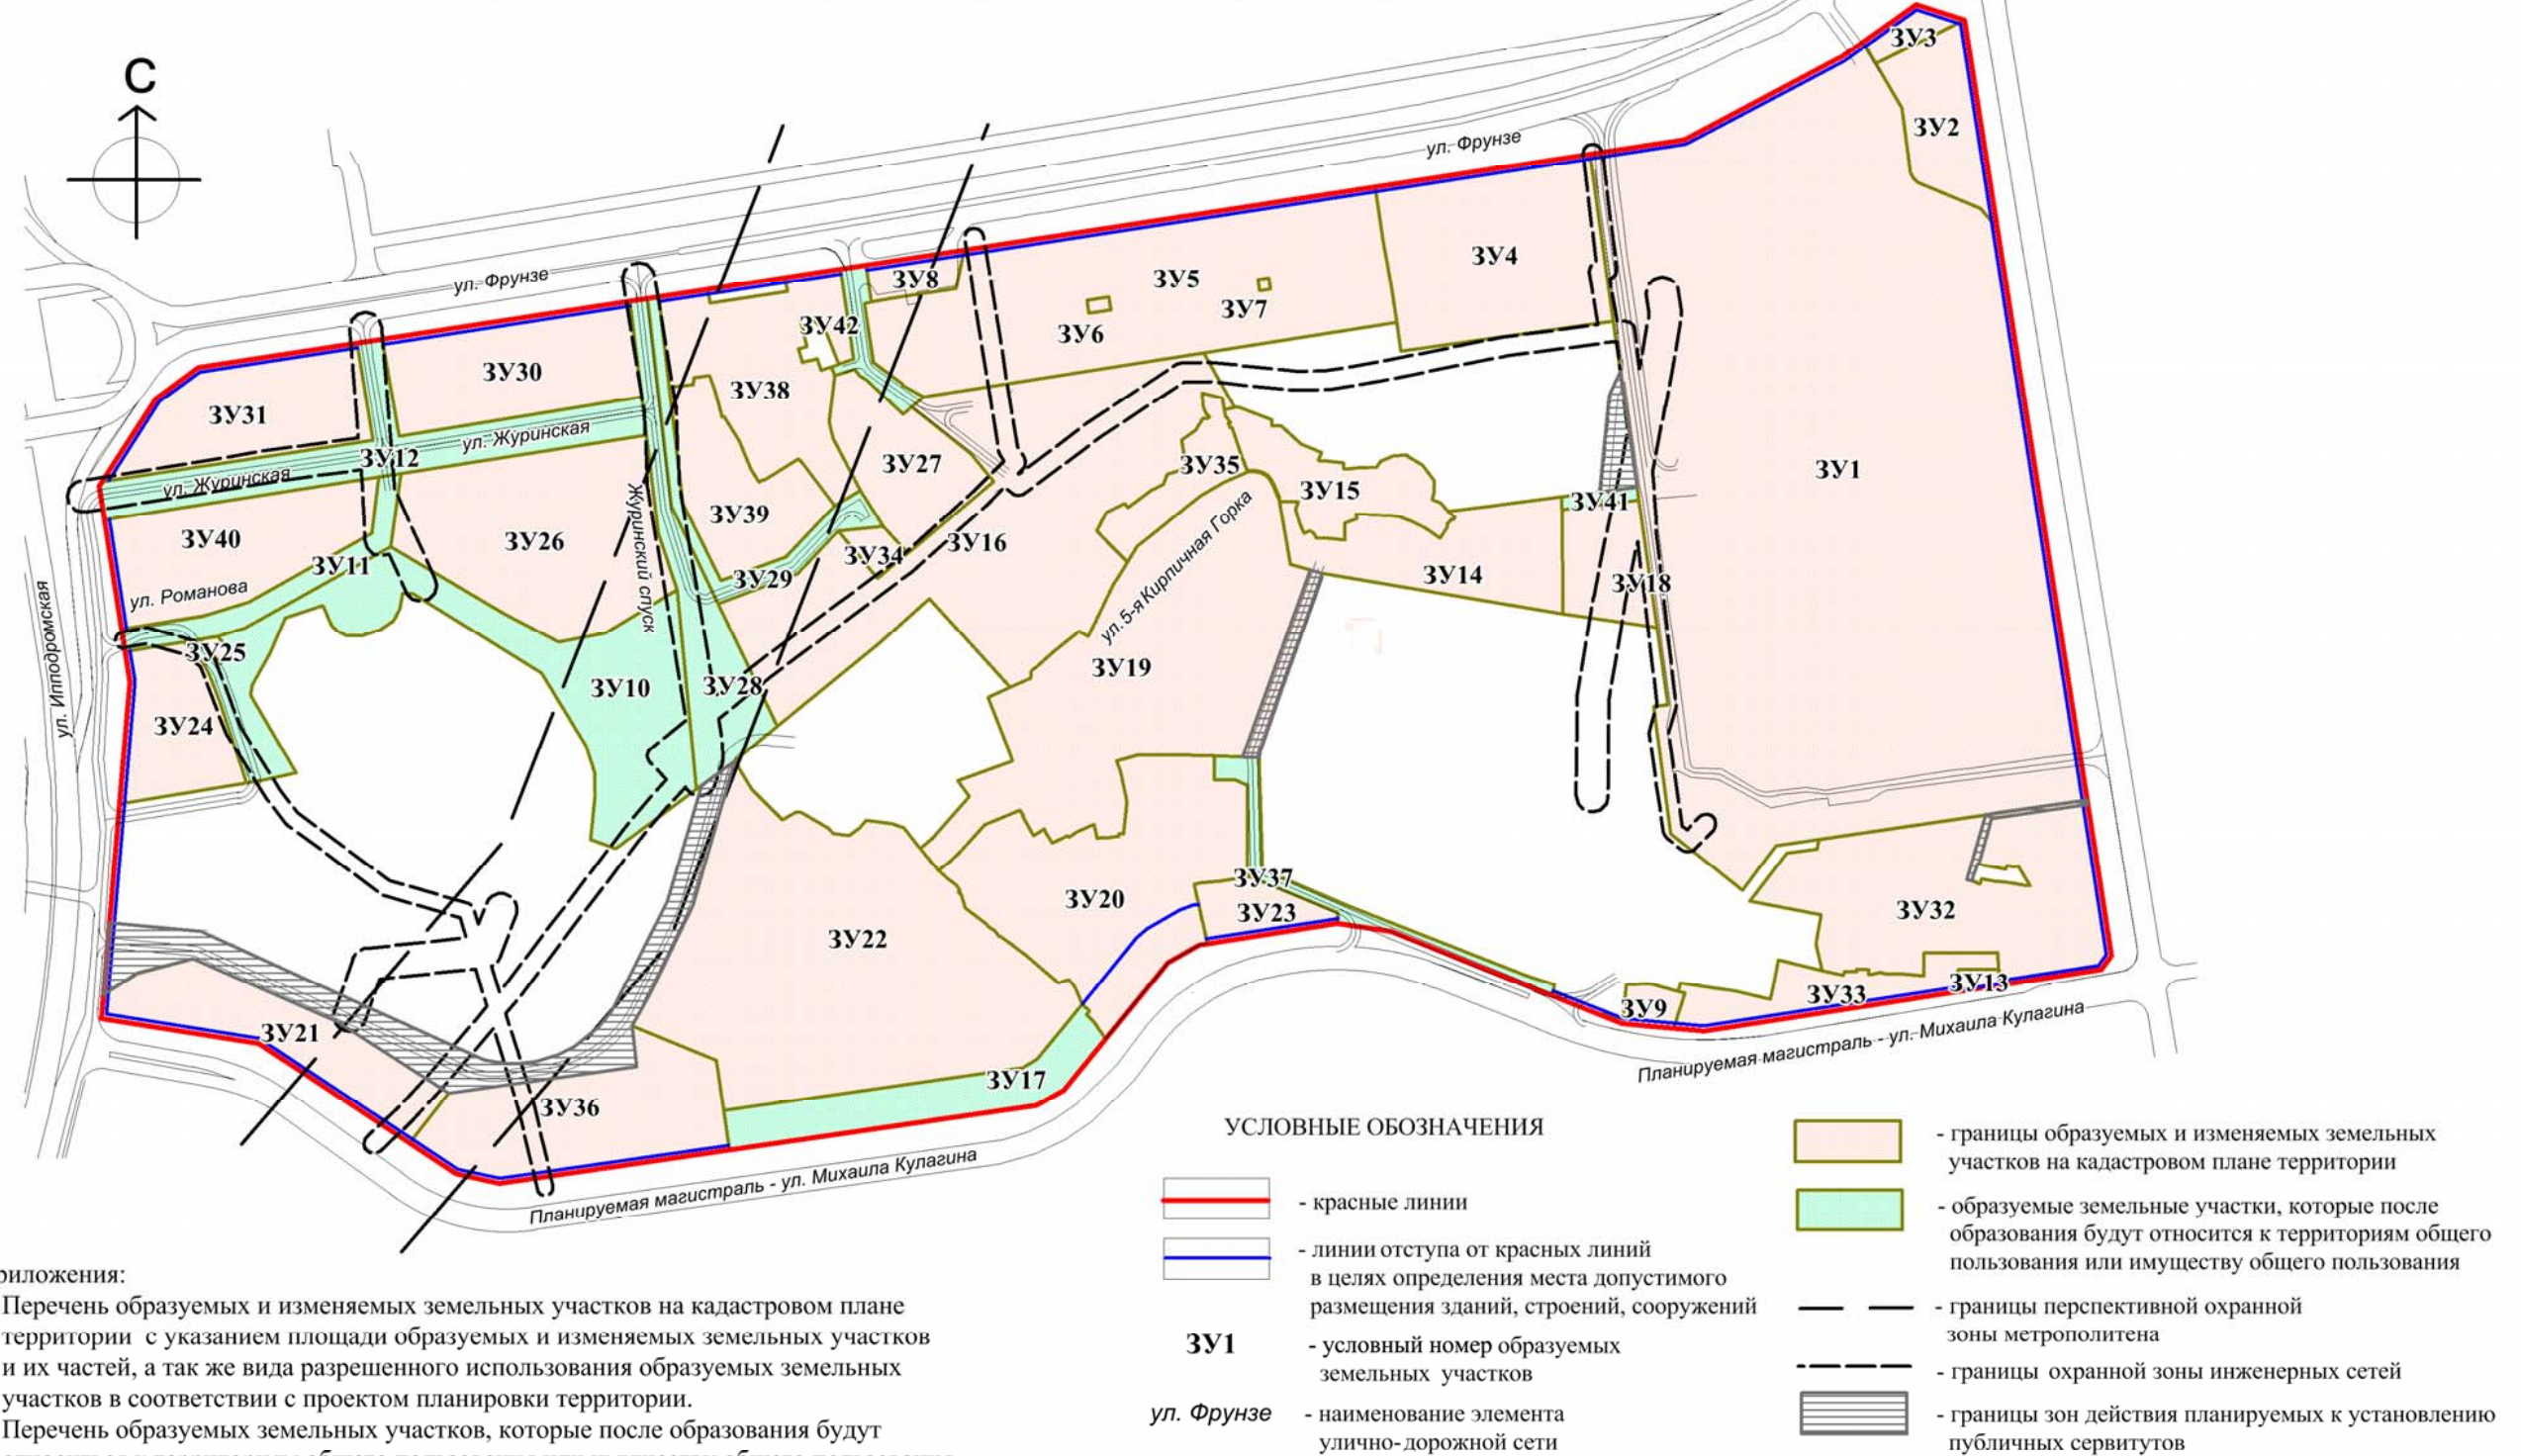 С
ЗУ3
ЗУ2
ул. Фрунзе
ЗУ4
ЗУ5
ЗУ7
ЗУ6
ЗУ8
ул. Фрунзе
ЗУ42
ЗУ30
ЗУ38
ЗУ31
ул. Журинская
ЗУ12
ул. Журинская
ЗУ27
ЗУ35
ЗУ15
ЗУ1
ЗУ41
ЗУ39
Журинский спуск
ЗУ40
ЗУ26
ЗУ16
ЗУ34
ул. 5-я Кирпичная Горка
ЗУ11
ЗУ29
ЗУ14
ЗУ18
ул. Романова
ул. Ипподромская
ЗУ25
ЗУ19
ЗУ10
ЗУ28
ЗУ24
ЗУ37
ЗУ20
ЗУ23
ЗУ32
ЗУ22
ЗУ13
ЗУ33
ЗУ9
ЗУ21
Планируемая магистраль - ул. Михаила Кулагина
ЗУ17
ЗУ36
Планируемая магистраль - ул. Михаила Кулагина
УСЛОВНЫЕ ОБОЗНАЧЕНИЯ
- красные линии
- линии отступа от красных линий
в целях определения места допустимого
размещения зданий, строений, сооружений
ЗУ1 - условный номер образуемых
земельных участков
ул. Фрунзе - наименование элемента
улично-дорожной сети
- границы образуемых и изменяемых земельных
участков на кадастровом плане территории
- образуемые земельные участки, которые после
образования будут относится к территориям общего
пользования или имуществу общего пользования
- границы перспективной охранной
зоны метрополитена
- границы охранной зоны инженерных сетей
- границы зон действия планируемых к установлению
публичных сервитутов
риложения:
Перечень образуемых и изменяемых земельных участков на кадастровом плане
территории с указанием площади образуемых и изменяемых земельных участков
и их частей, а так же вида разрешенного использования образуемых земельных
участков в соответствии с проектом планировки территории.
Перечень образуемых земельных участков, которые после образования будут